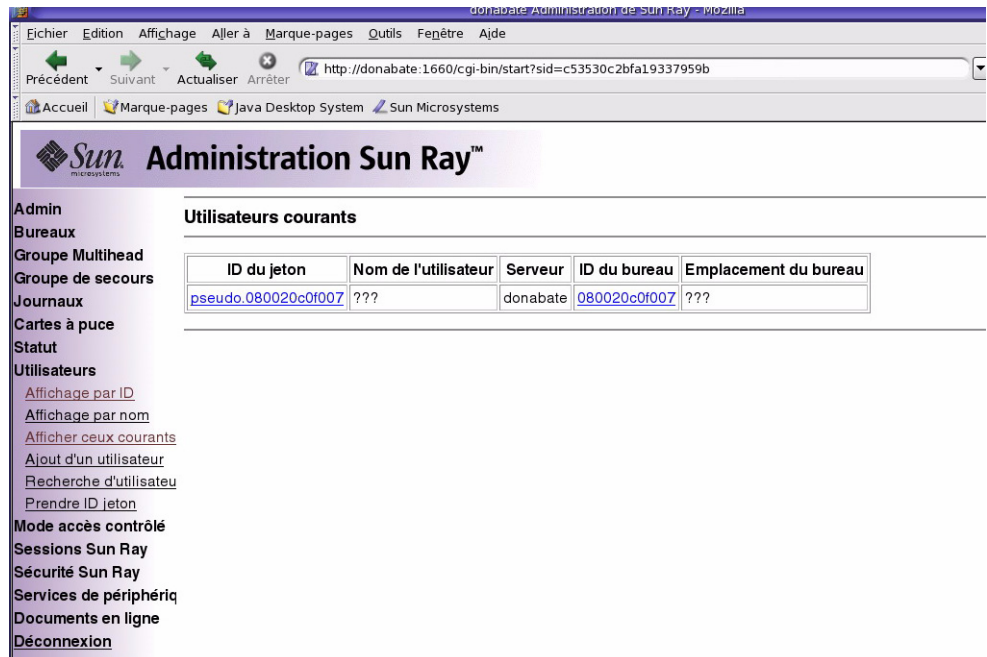 donabate Administration de Sun Ray - Mozilla
Fichier Edition Affichage Aller à Marque-pages Outils Fenêtre Aide
Précédent Suivant Actualiser Arrêter http://donabate:1660/cgi-bin/start?sid=c53530c2bfa19337959b
Accueil Marque-pages Java Desktop System Sun Microsystems
Sun microsystems Administration Sun Ray™
Admin
Bureaux
Groupe Multihead
Groupe de secours
Journaux
Cartes à puce
Statut
Utilisateurs
Affichage par ID
Affichage par nom
Afficher ceux courants
Ajout d'un utilisateur
Recherche d'utilisateu
Prendre ID jeton
Mode accès contrôlé
Sessions Sun Ray
Sécurité Sun Ray
Services de périphériq
Documents en ligne
Déconnexion
Utilisateurs courants
ID du jeton Nom de l'utilisateur Serveur ID du bureau Emplacement du bureau
pseudo.080020c0f007 ??? donabate 080020c0f007 ???